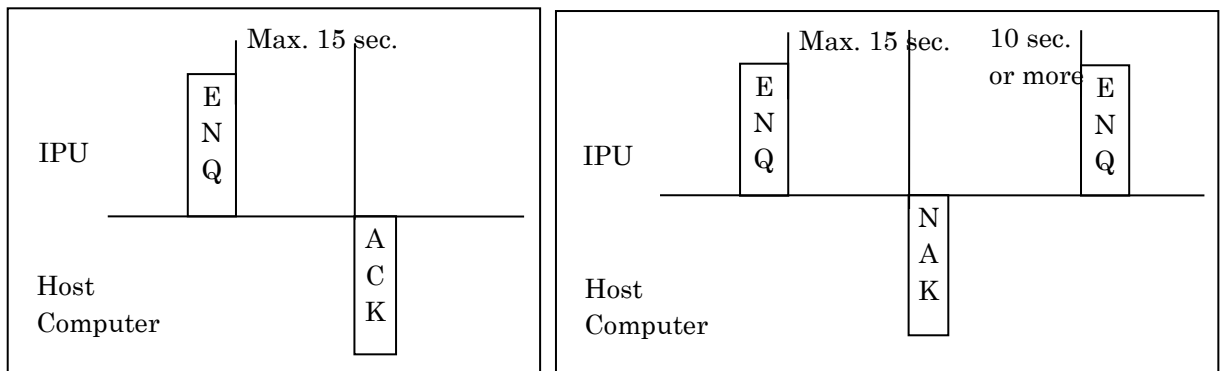 Max. 15 sec.
E
N
Q
IPU
A
C
K
Host
Computer
Max. 15 sec.
10 sec.
or more
E
N
Q
E
N
Q
IPU
N
A
K
Host
Computer